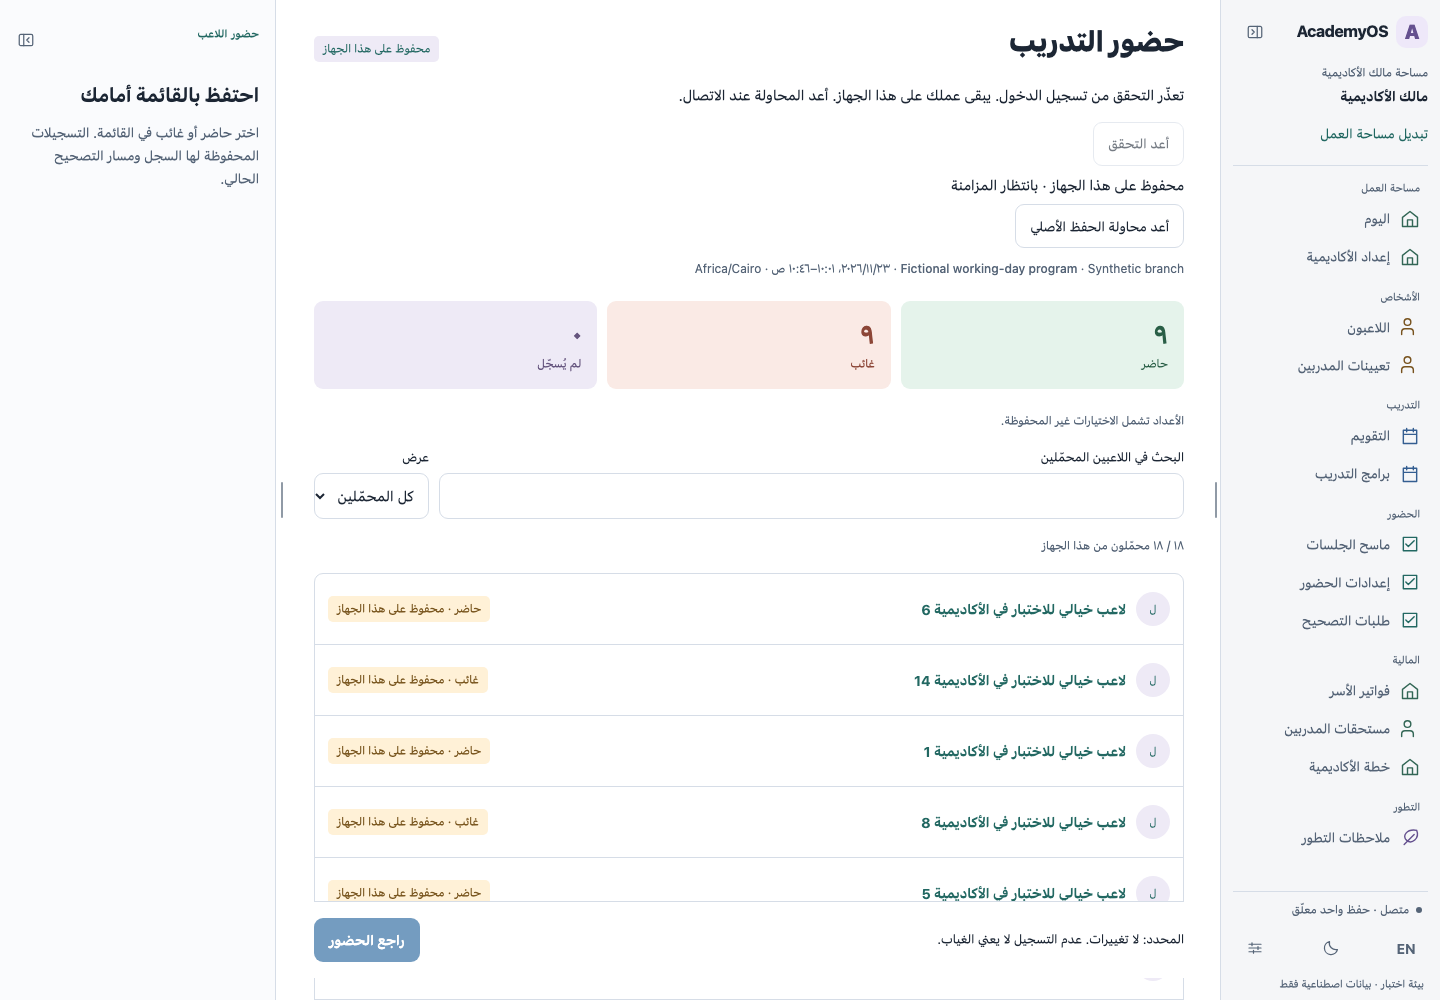 A
AcademyOS
مساحة مالك الأكاديمية
مالك الأكاديمية
تبديل مساحة العمل
مساحة العمل
اليوم
إعداد الأكاديمية
الأشخاص
اللاعبون
تعيينات المدربين
التدريب
التقويم
برامج التدريب
الحضور
ماسح الجلسات
إعدادات الحضور
طلبات التصحيح
المالية
فواتير الأسر
مستحقات المدربين
خطة الأكاديمية
التطور
ملاحظات التطور
متصل · حفظ واحد معلّق
EN
بيئة اختبار · بيانات اصطناعية فقط
حضور التدريب
محفوظ على هذا الجهاز
تعذّر التحقق من تسجيل الدخول. يبقى عملك على هذا الجهاز. أعد المحاولة عند الاتصال.
أعد التحقق
محفوظ على هذا الجهاز · بانتظار المزامنة
أعد محاولة الحفظ الأصلي
Synthetic branch · Fictional working-day program · ٢٣‏/١١‏/٢٠٢٦، ١٠:٠١–١٠:٤٦ ص · Africa/Cairo
٩
حاضر
٩
غائب
٠
لم يُسجّل
الأعداد تشمل الاختيارات غير المحفوظة.
البحث في اللاعبين المحمّلين
عرض
كل المحمّلين
١٨ / ١٨ محمّلون من هذا الجهاز
ل
لاعب خيالي للاختبار في الأكاديمية 6
حاضر · محفوظ على هذا الجهاز
ل
لاعب خيالي للاختبار في الأكاديمية 14
غائب · محفوظ على هذا الجهاز
ل
لاعب خيالي للاختبار في الأكاديمية 1
حاضر · محفوظ على هذا الجهاز
ل
لاعب خيالي للاختبار في الأكاديمية 8
غائب · محفوظ على هذا الجهاز
ل
لاعب خيالي للاختبار في الأكاديمية 5
حاضر · محفوظ على هذا الجهاز
المحدد: لا تغييرات. عدم التسجيل لا يعني الغياب.
راجع الحضور
حضور اللاعب
احتفظ بالقائمة أمامك
اختر حاضر أو غائب في القائمة. التسجيلات
المحفوظة لها السجل ومسار التصحيح
الحالي.